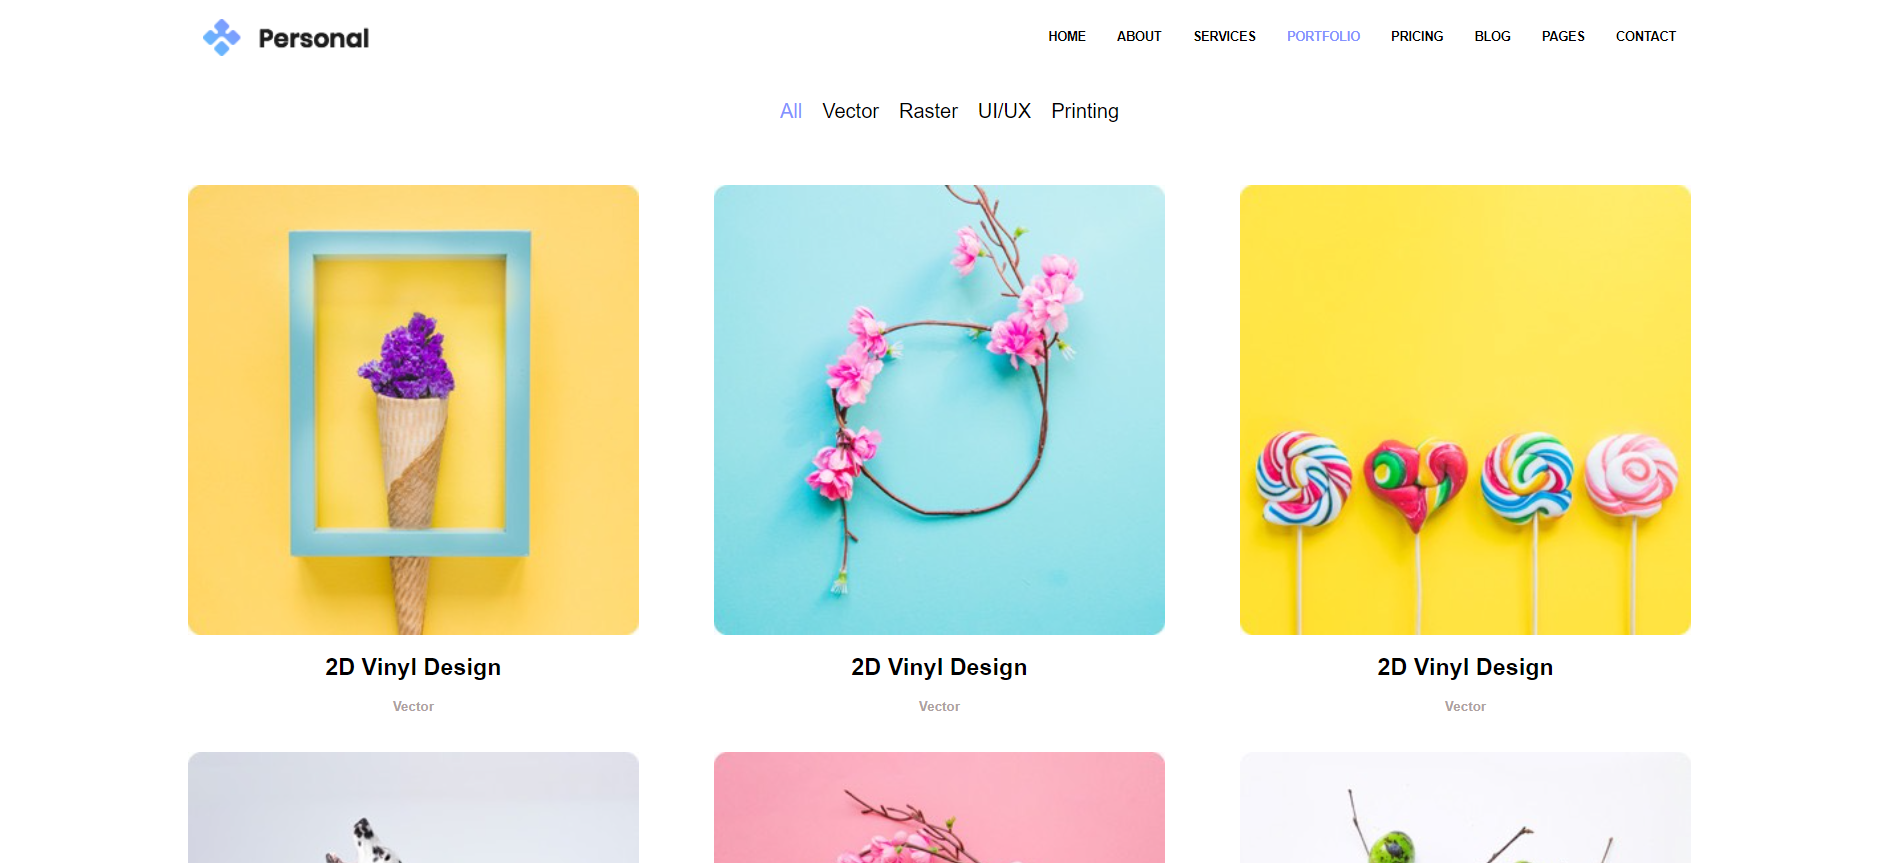 Personal
HOME ABOUT SERVICES PORTFOLIO PRICING BLOG PAGES CONTACT
All Vector Raster UI/UX Printing
2D Vinyl Design 2D Vinyl Design 2D Vinyl Design
Vector Vector Vector